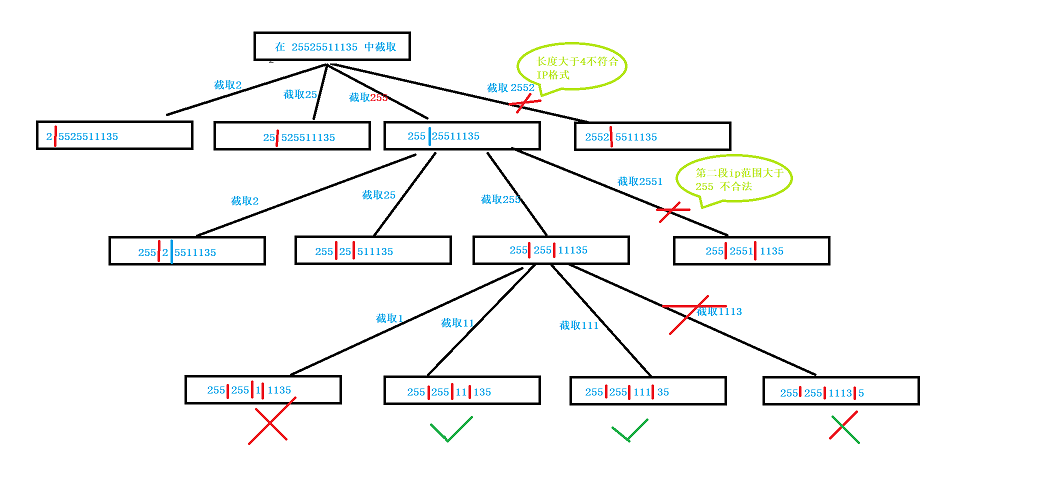 在 25525511135 中截取
2
截取2
截取25
截取255
截取 2552
长度大于4不符合
IP格式
2 5525511135
25 525511135
255 25511135
2552 5511135
截取2
截取25
截取255
截取2551
第二段ip范围大于
255 不合法
255 2 5511135
255 25 511135
255 255 11135
255 2551 1135
截取1
截取11
截取111
截取1113
255 255 1 1135
255 255 11 135
255 255 111 35
255 255 1113 5